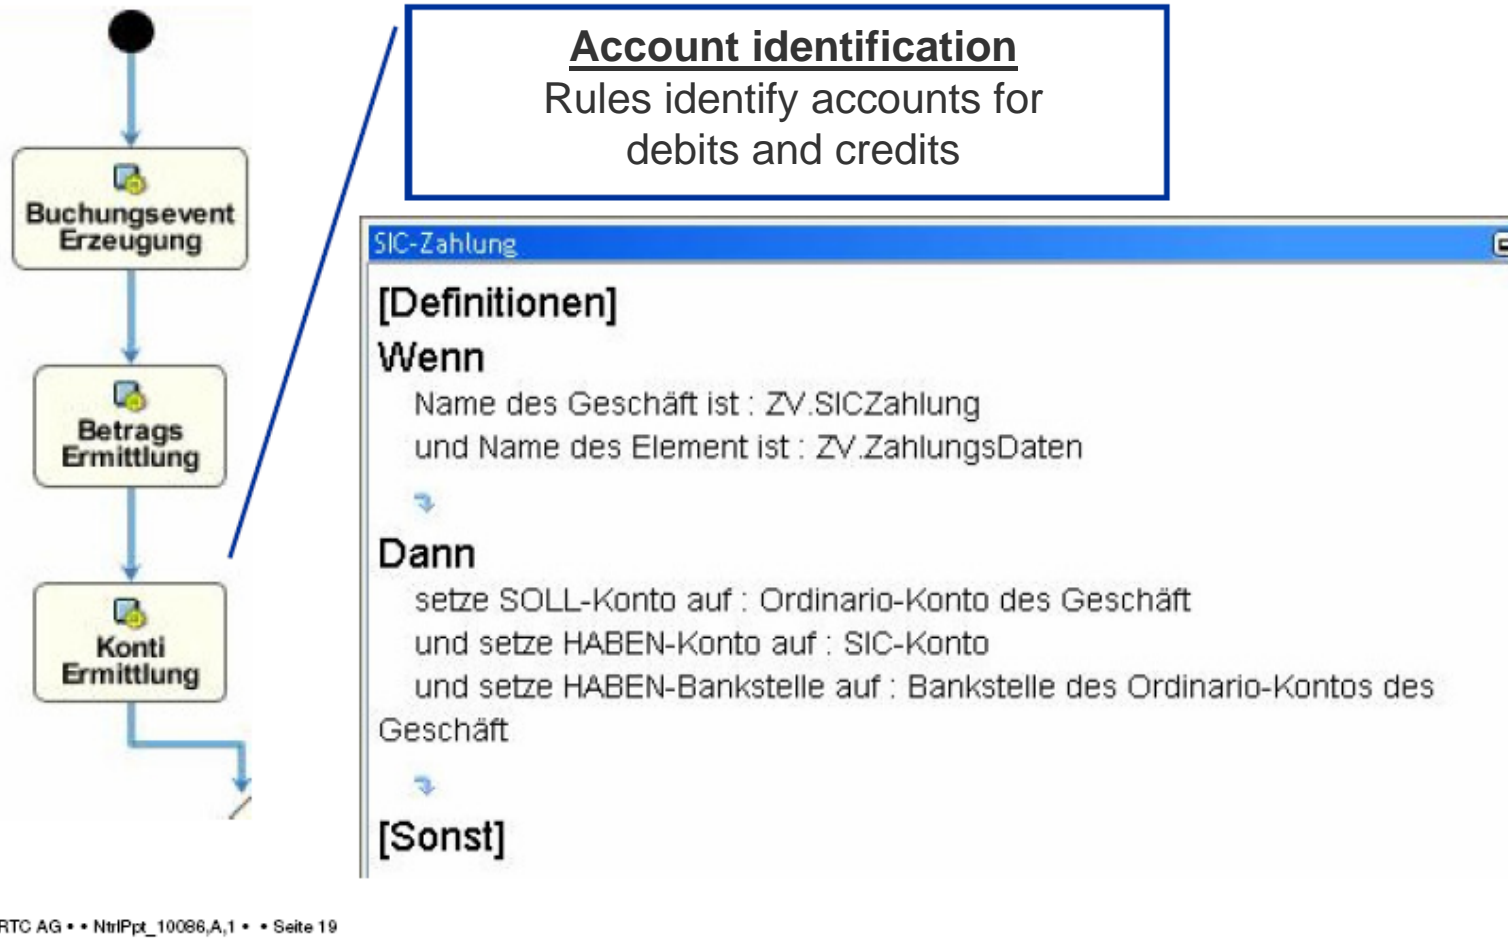 Account identification
Rules identify accounts for
debits and credits
Buchungsevent
Erzeugung
Betrags
Ermittlung
Konti
Ermittlung
SIC-Zahlung
[Definitionen]
Wenn
Name des Geschäft ist : ZV.SICZahlung
und Name des Element ist : ZV.ZahlungsDaten
Dann
setze SOLL-Konto auf : Ordinario-Konto des Geschäft
und setze HABEN-Konto auf : SIC-Konto
und setze HABEN-Bankstelle auf : Bankstelle des Ordinario-Kontos des
Geschäft
[Sonst]
RTC AG • • NtrlPpt_10086,A,1 • • Seite 19